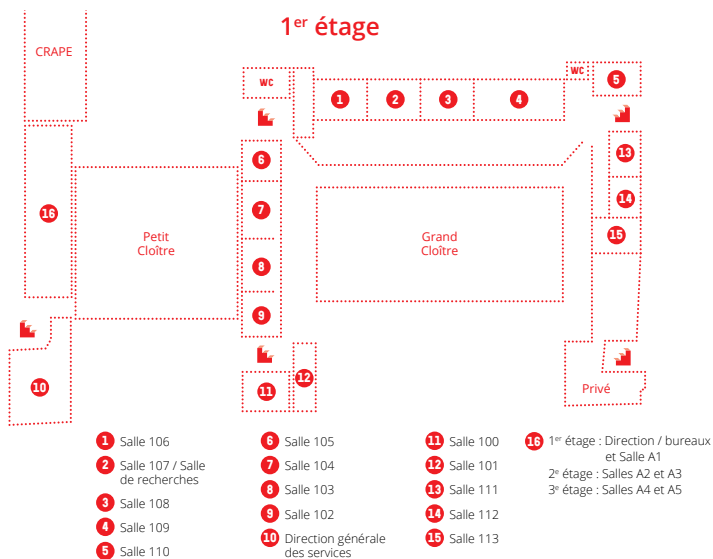 1er étage
CRAPE
WC
WC
1
2
3
4
5
6
13
7
14
16
15
Petit
Cloître
Grand
Cloître
8
9
10
11
12
Privé
1 Salle 106
2 Salle 107 / Salle
de recherches
3 Salle 108
4 Salle 109
5 Salle 110
6 Salle 105
7 Salle 104
8 Salle 103
9 Salle 102
10 Direction générale
des services
11 Salle 100
12 Salle 101
13 Salle 111
14 Salle 112
15 Salle 113
16 1er étage : Direction / bureaux
et Salle A1
2e étage : Salles A2 et A3
3e étage : Salles A4 et A5